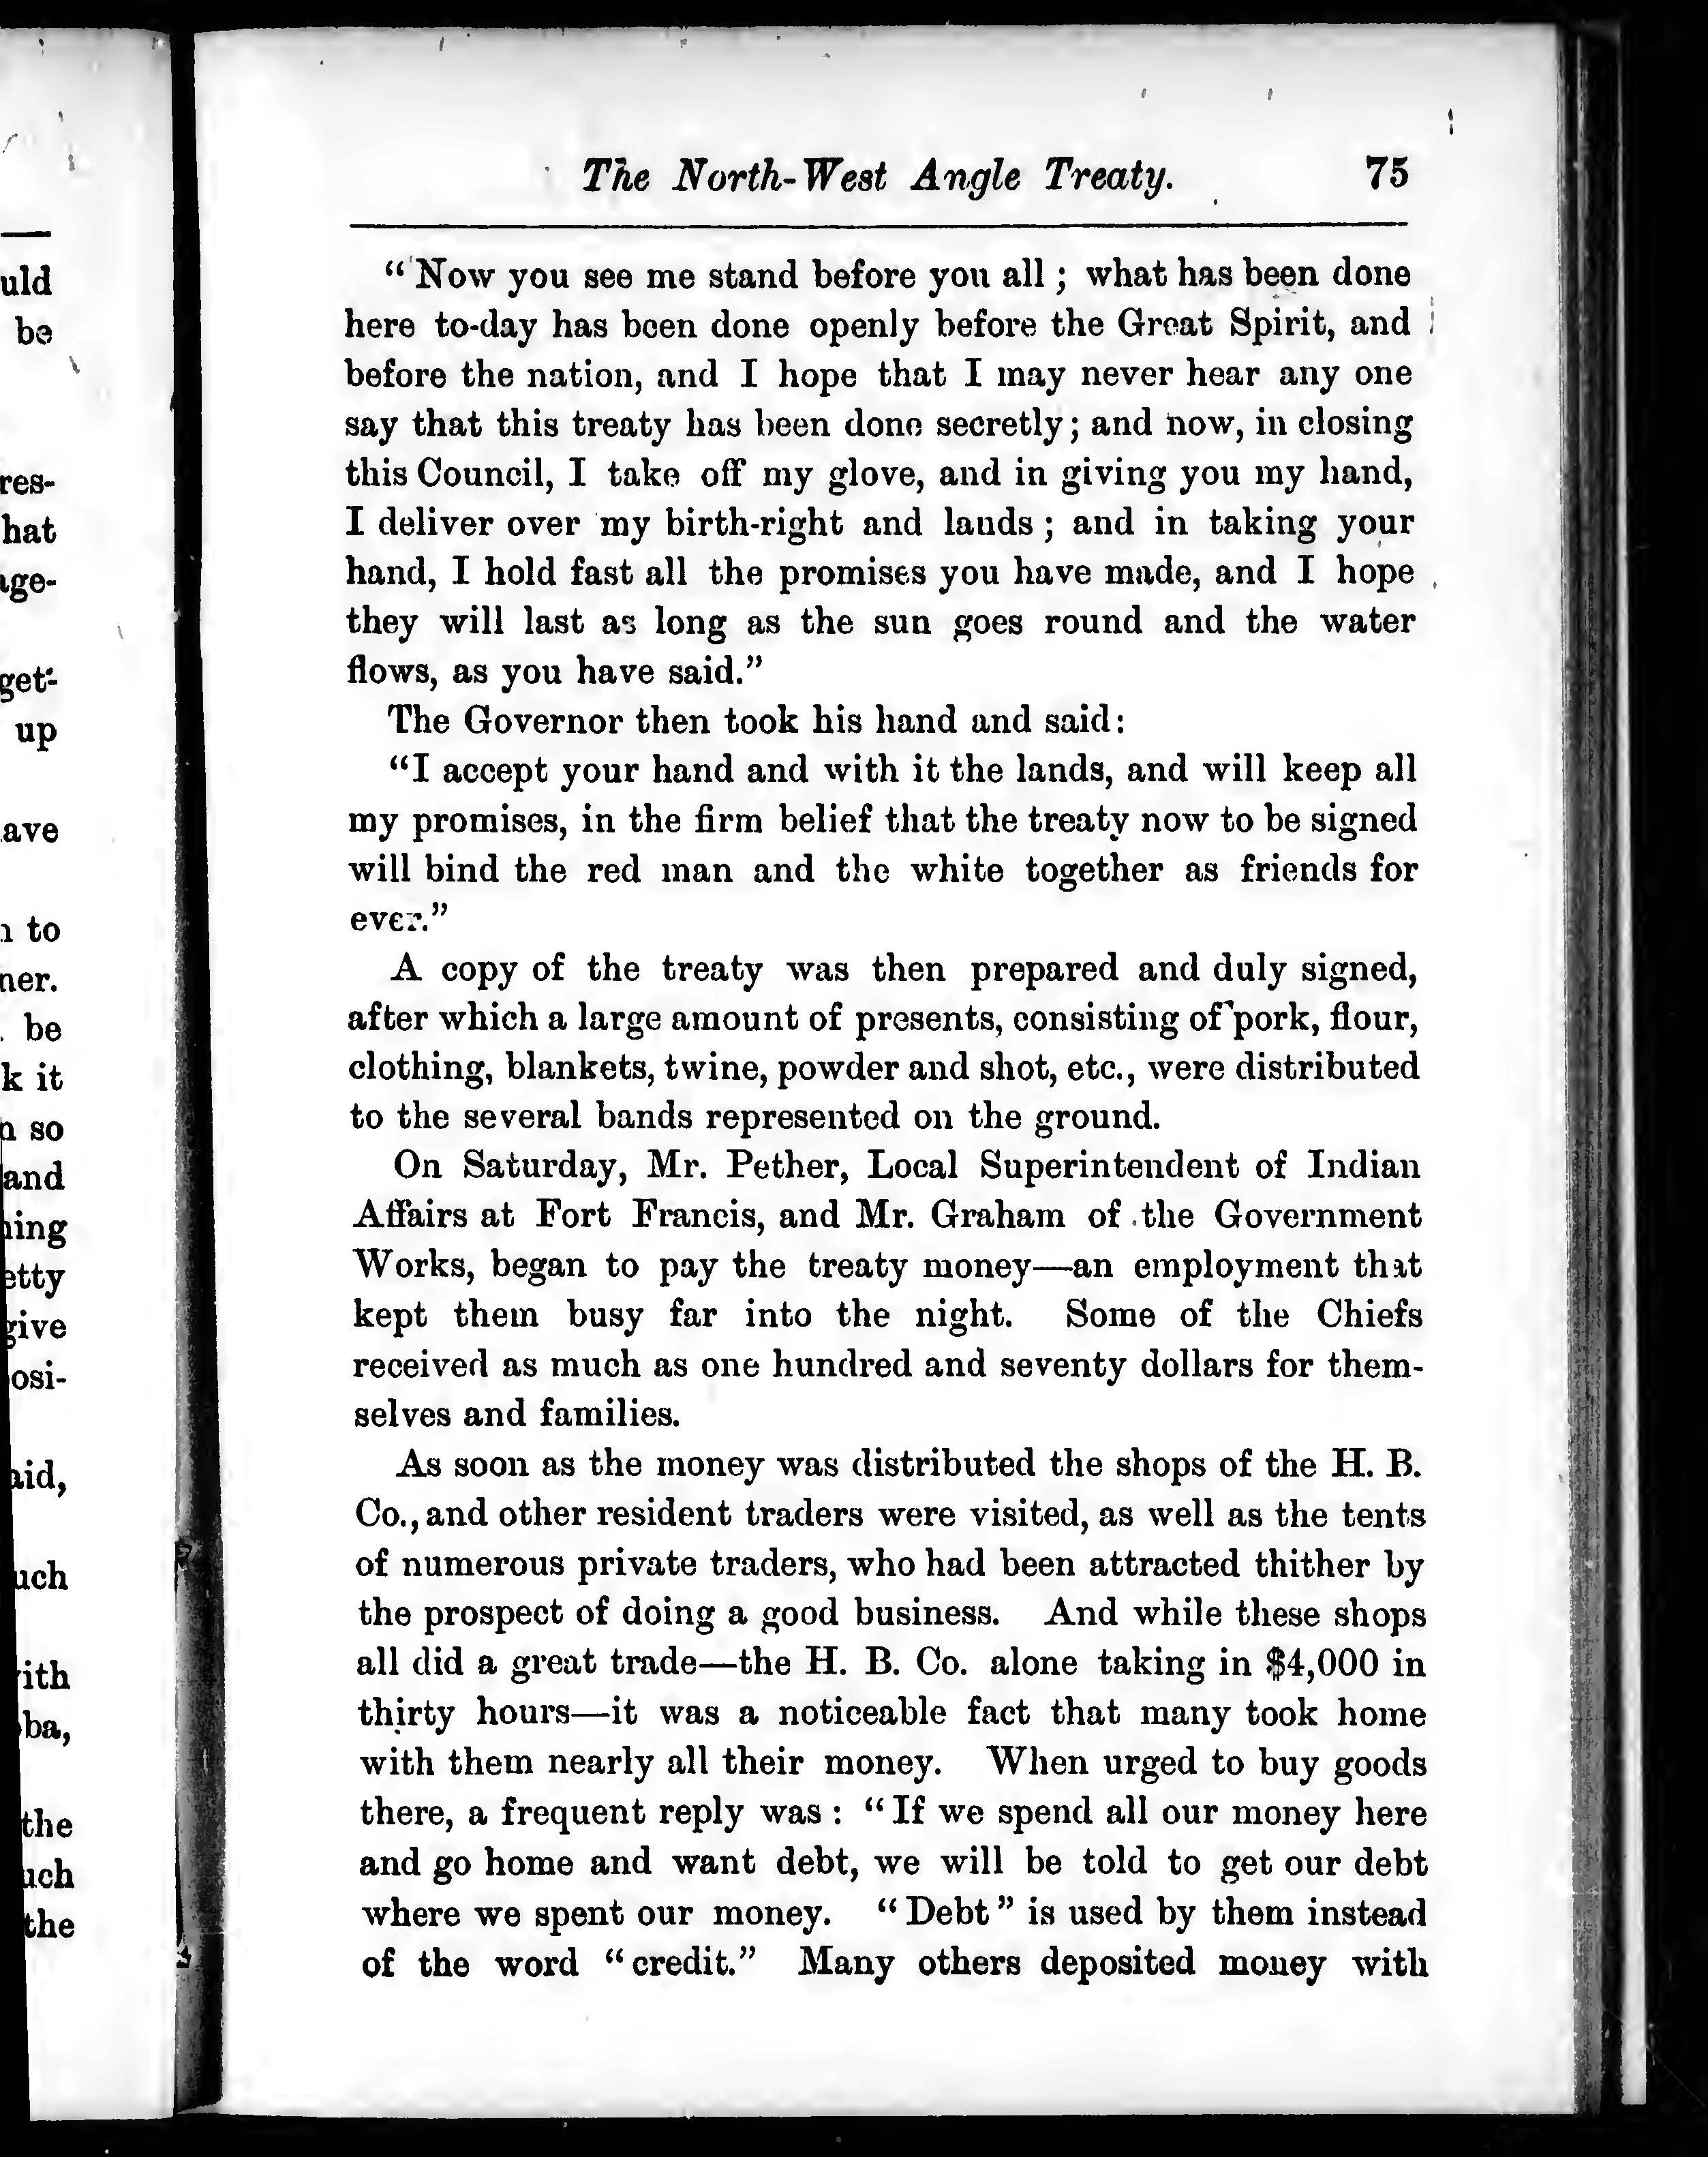 The North-West Angle Treaty. 75
“Now you see me stand before you all ; what has been done
here to-day has been done openly before the Great Spirit, and
before the nation, and I hope that I may never hear any one
say that this treaty has been done secretly; and now, in closing
this Council, I take off my glove, and in giving you my hand,
I deliver over my birth-right and lands ; and in taking your
hand, I hold fast all the promises you have made, and I hope
they will last as long as the sun goes round and the water
flows, as you have said.”
The Governor then took his hand and said:
“I accept your hand and with it the lands, and will keep all
my promises, in the firm belief that the treaty now to be signed
will bind the red man and the white together as friends for
ever.”
A copy of the treaty was then prepared and duly signed,
after which a large amount of presents, consisting of pork, flour,
clothing, blankets, twine, powder and shot, etc., were distributed
to the several bands represented on the ground.
On Saturday, Mr. Pether, Local Superintendent of Indian
Affairs at Fort Francis, and Mr. Graham of the Government
Works, began to pay the treaty money—an employment that
kept them busy far into the night. Some of the Chiefs
received as much as one hundred and seventy dollars for them-
selves and families.
As soon as the money was distributed the shops of the H. B.
Co., and other resident traders were visited, as well as the tents
of numerous private traders, who had been attracted thither by
the prospect of doing a good business. And while these shops
all did a great trade—the H. B. Co. alone taking in $4,000 in
thirty hours—it was a noticeable fact that many took home
with them nearly all their money. When urged to buy goods
there, a frequent reply was : “If we spend all our money here
and go home and want debt, we will be told to get our debt
where we spent our money. “Debt” is used by them instead
of the word “credit.” Many others deposited money with